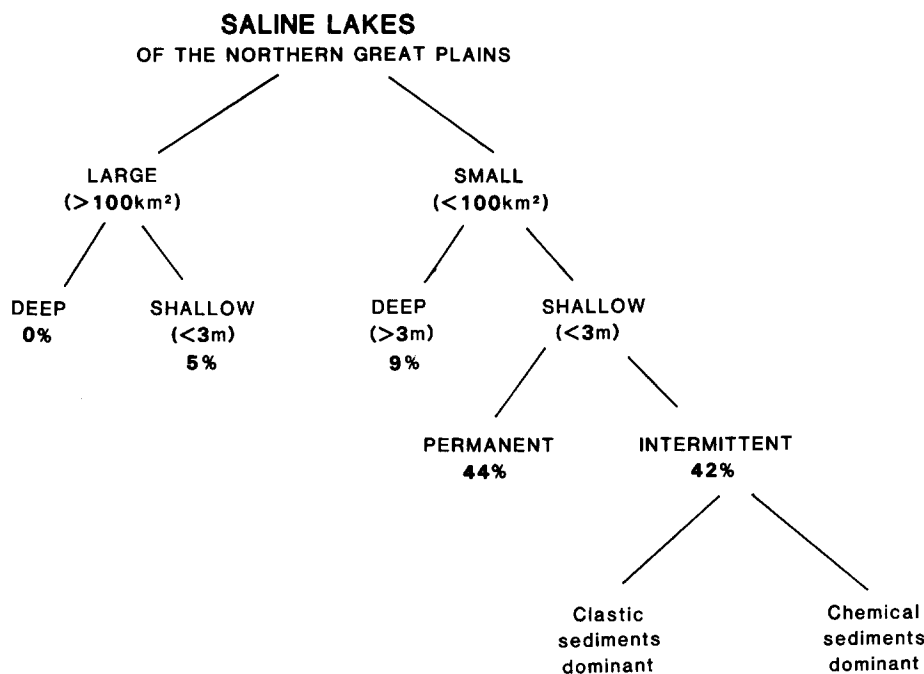 SALINE LAKES
OF THE NORTHERN GREAT PLAINS
LARGE
(>100km²)
SMALL
(<100km²)
DEEP
0%
SHALLOW
(<3m)
5%
DEEP
(>3m)
9%
SHALLOW
(<3m)
PERMANENT
44%
INTERMITTENT
42%
Clastic
sediments
dominant
Chemical
sediments
dominant